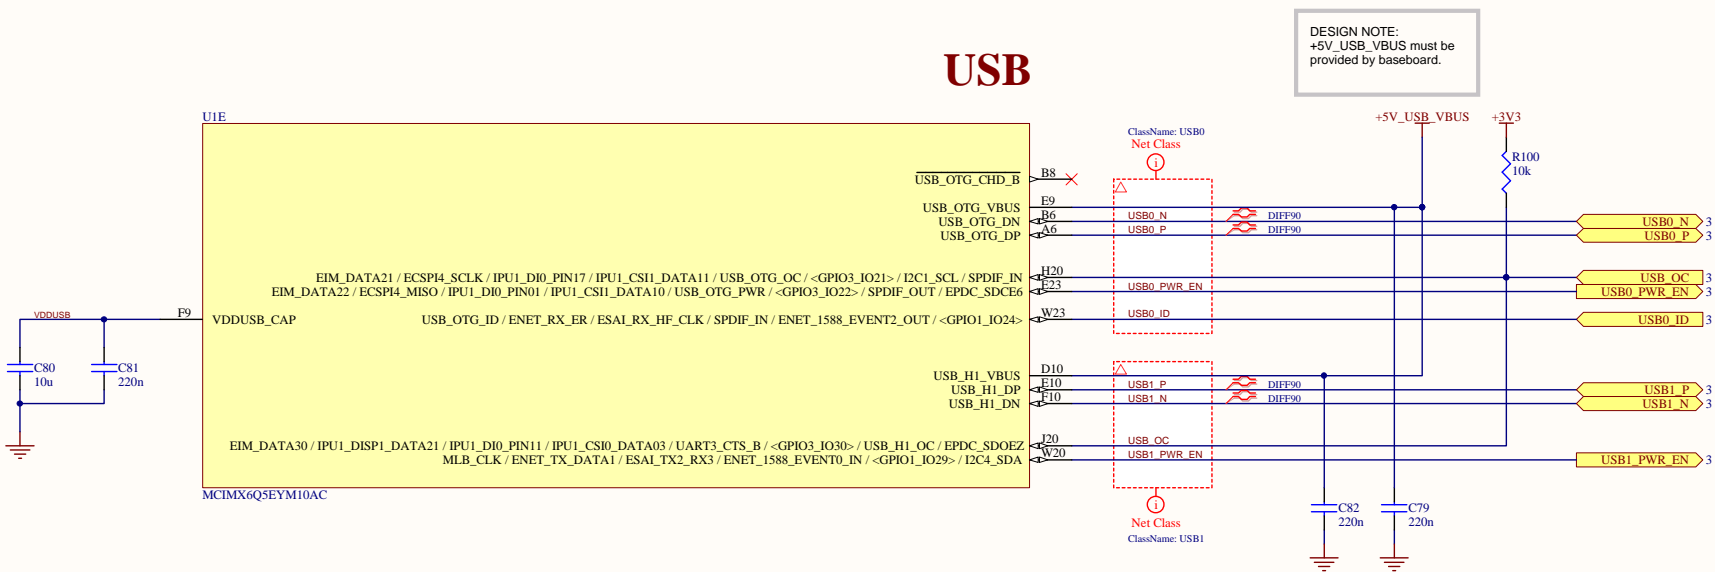 DESIGN NOTE:
+5V_USB_VBUS must be
provided by baseboard.
USB
U1E
+5V_USB_VBUS
+3V3
ClassName: USB0
Net Class
i
R100
10k
USB_OTG_CHD_B
B8
USB_OTG_VBUS
E9
USB_OTG_DN
B6
USB0_N
DIFF90
USB0_N
3
USB_OTG_DP
A6
USB0_P
DIFF90
USB0_P
3
EIM_DATA21 / ECSPI4_SCLK / IPU1_DI0_PIN17 / IPU1_CSI1_DATA11 / USB_OTG_OC / <GPIO3_IO21> / I2C1_SCL / SPDIF_IN
H20
USB_OC
3
EIM_DATA22 / ECSPI4_MISO / IPU1_DI0_PIN01 / IPU1_CSI1_DATA10 / USB_OTG_PWR / <GPIO3_IO22> / SPDIF_OUT / EPDC_SDCE6
E23
USB0_PWR_EN
USB0_PWR_EN
3
VDDUSB
F9
VDDUSB_CAP
USB_OTG_ID / ENET_RX_ER / ESAI_RX_HF_CLK / SPDIF_IN / ENET_1588_EVENT2_OUT / <GPIO1_IO24>
W23
USB0_ID
USB0_ID
3
C80
10u
C81
220n
USB_H1_VBUS
D10
USB_H1_DP
E10
USB1_P
DIFF90
USB1_P
3
USB_H1_DN
F10
USB1_N
DIFF90
USB1_N
3
EIM_DATA30 / IPU1_DISP1_DATA21 / IPU1_DI0_PIN11 / IPU1_CSI0_DATA03 / UART3_CTS_B / <GPIO3_IO30> / USB_H1_OC / EPDC_SDOEZ
J20
USB_OC
MLB_CLK / ENET_TX_DATA1 / ESAI_TX2_RX3 / ENET_1588_EVENT0_IN / <GPIO1_IO29> / I2C4_SDA
W20
USB1_PWR_EN
USB1_PWR_EN
3
MCIMX6Q5EYM10AC
i
Net Class
ClassName: USB1
C82
220n
C79
220n